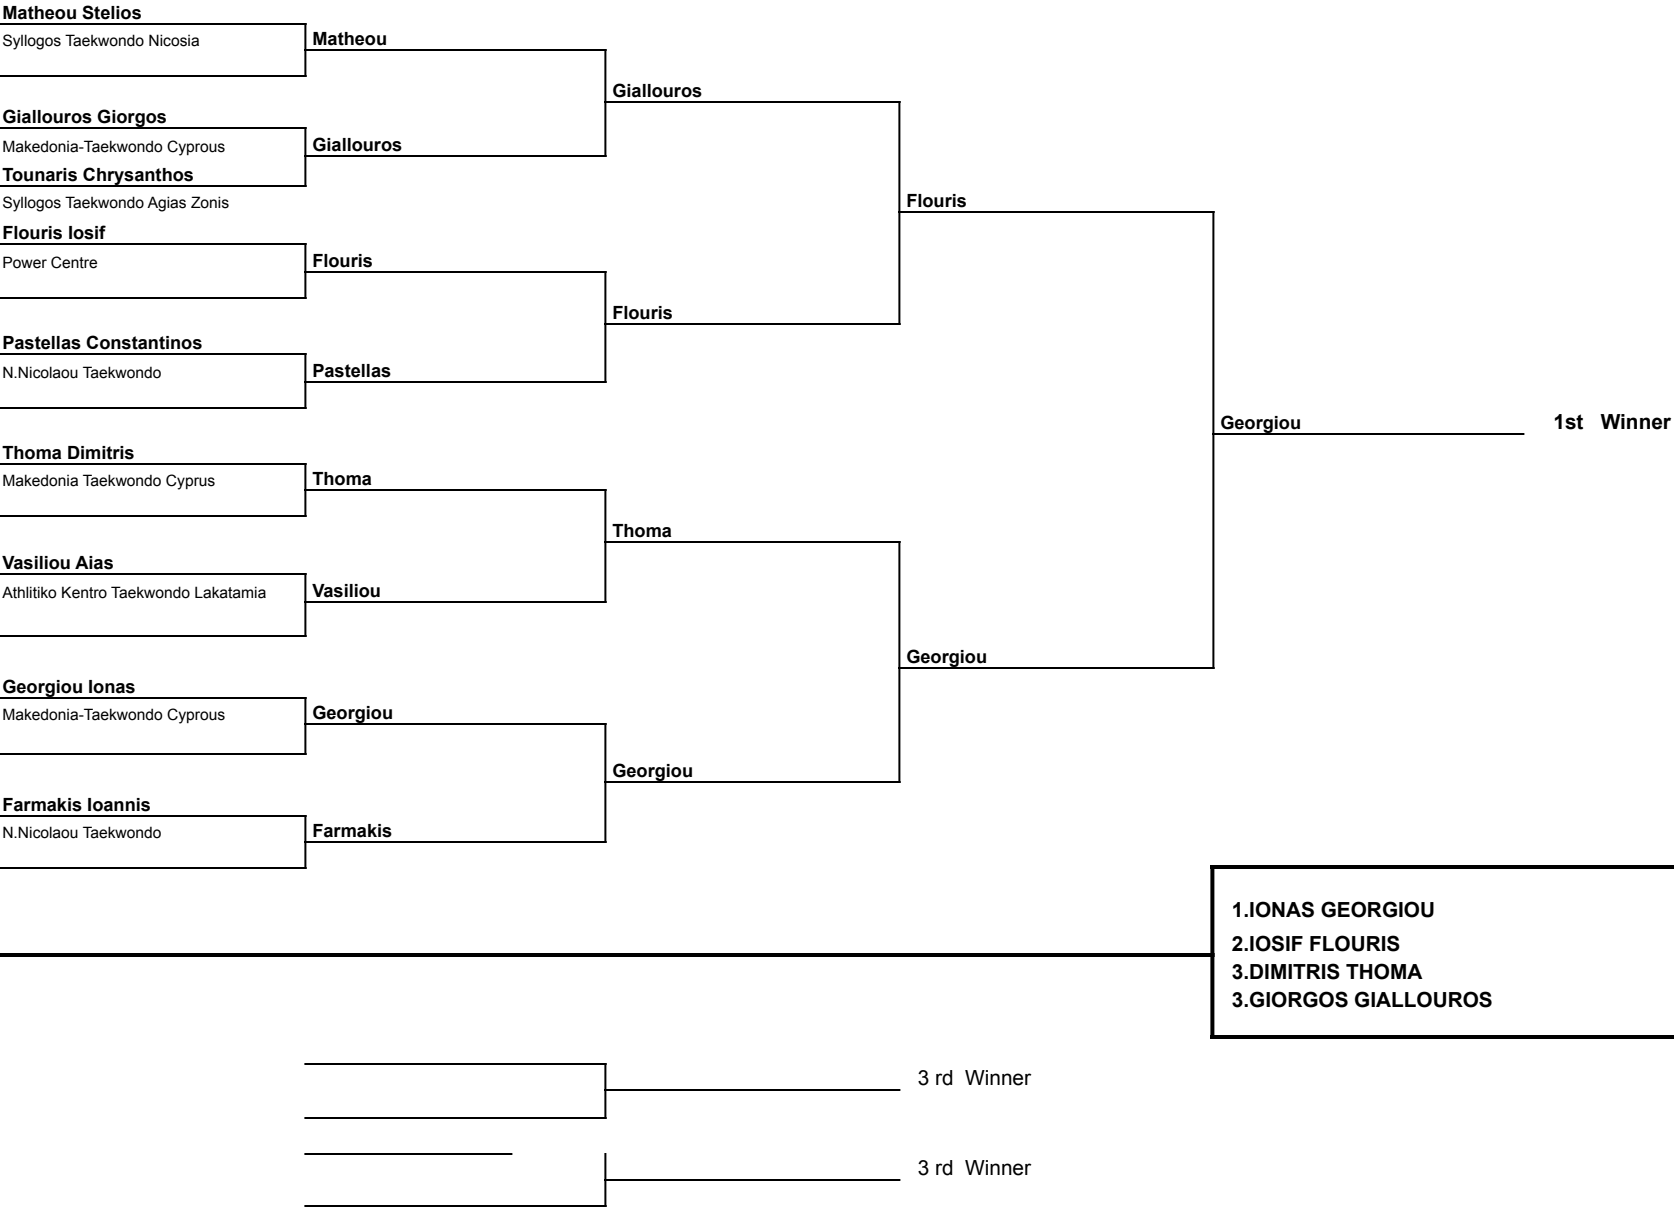 Matheou Stelios
Syllogos Taekwondo Nicosia
Matheou
Giallouros
Giallouros Giorgos
Makedonia-Taekwondo Cyprous
Giallouros
Tounaris Chrysanthos
Syllogos Taekwondo Agias Zonis
Flouris
Flouris Iosif
Power Centre
Flouris
Flouris
Pastellas Constantinos
N.Nicolaou Taekwondo
Pastellas
Georgiou
1st Winner
Thoma Dimitris
Makedonia Taekwondo Cyprus
Thoma
Thoma
Vasiliou Aias
Athlitiko Kentro Taekwondo Lakatamia
Vasiliou
Georgiou
Georgiou Ionas
Makedonia-Taekwondo Cyprous
Georgiou
Georgiou
Farmakis Ioannis
N.Nicolaou Taekwondo
Farmakis
1.IONAS GEORGIOU
2.IOSIF FLOURIS
3.DIMITRIS THOMA
3.GIORGOS GIALLOUROS
3 rd Winner
3 rd Winner